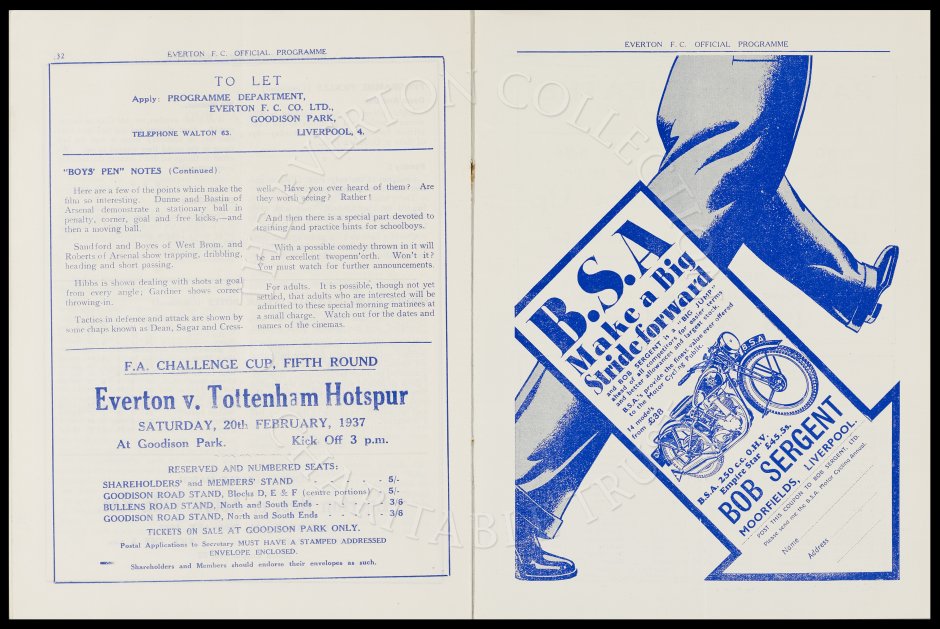 32
EVERTON F. C. OFFICIAL PROGRAMME
TO LET
Apply: PROGRAMME DEPARTMENT,
EVERTON F. C. CO. LTD.,
GOODISON PARK,
TELEPHONE WALTON 63. LIVERPOOL, 4.
"BOYS' PEN" NOTES (Continued)
Here are a few of the points which make the
film so interesting. Dunne and Bastin of
Arsenal demonstrate a stationary ball in
penalty, corner, goal and free kicks,—and
then a moving ball.
Sandford and Boyes of West Brom, and
Roberts of Arsenal show trapping, dribbling,
heading and short passing.
Hibbs is shown dealing with shots at goal
from every angle; Gardner shows correct
throwing-in.
Tactics in defence and attack are shown by
some chaps known as Dean, Sagar and Cress-
well. Have you ever heard of them? Are
they worth seeing? Rather!
And then there is a special part devoted to
training and practice hints for schoolboys.
With a possible comedy thrown in it will
be an excellent twopenn'orth. Won't it?
You must watch for further announcements.
For adults. It is possible, though not yet
settled, that adults who are interested will be
admitted to these special morning matinees at
a small charge. Watch out for the dates and
names of the cinemas.
F.A. CHALLENGE CUP, FIFTH ROUND
Everton v. Tottenham Hotspur
SATURDAY, 20th FEBRUARY, 1937
At Goodison Park. Kick Off 3 p.m.
RESERVED AND NUMBERED SEATS:
SHAREHOLDERS' and MEMBERS' STAND - - 5/-
GOODISON ROAD STAND, Blocks D, E & F (centre portions) - 5/-
BULLENS ROAD STAND, North and South Ends - - - - 3/6
GOODISON ROAD STAND, North and South Ends - - - - 3/6
TICKETS ON SALE AT GOODISON PARK ONLY.
Postal Applications to Secretary MUST HAVE A STAMPED ADDRESSED
ENVELOPE ENCLOSED.
Shareholders and Members should endorse their envelopes as such.
EVERTON F. C. OFFICIAL PROGRAMME
B.S.A
Make a Big
Stride forward
and BOB SERGENT is a "BIG JUMP"
ahead of all competitors for easier terms
and better allowances and largest stock.
B.S.A.'s provide the finest value ever offered
to the Motor Cycling Public.
14 models
from £38
BSA
B.S.A. 250 c.c. O.H.V.
Empire Star £45.5s.
BOB SERGENT
MOORFIELDS, LIVERPOOL.
POST THIS COUPON TO BOB SERGENT, LTD.
Please send me the B.S.A. Motor Cycling Annual.
Name
Address
EVERTON COLLECTION
CHARITABLE TRUST